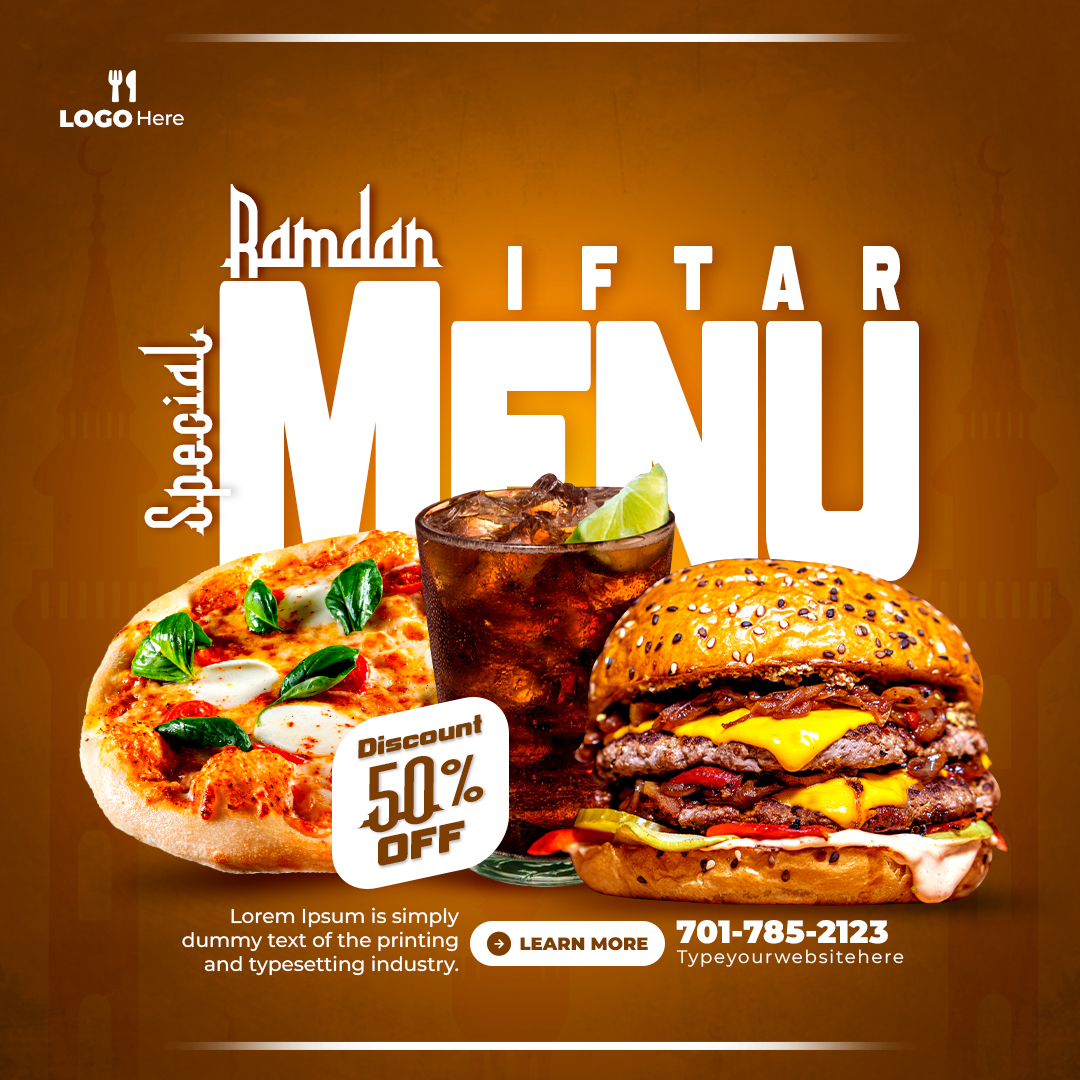 LOGO Here
Ramdan
IFTAR
Special
MENU
Discount
50%
OFF
Lorem Ipsum is simply
dummy text of the printing
and typesetting industry.
LEARN MORE
701-785-2123
Typeyourwebsitehere